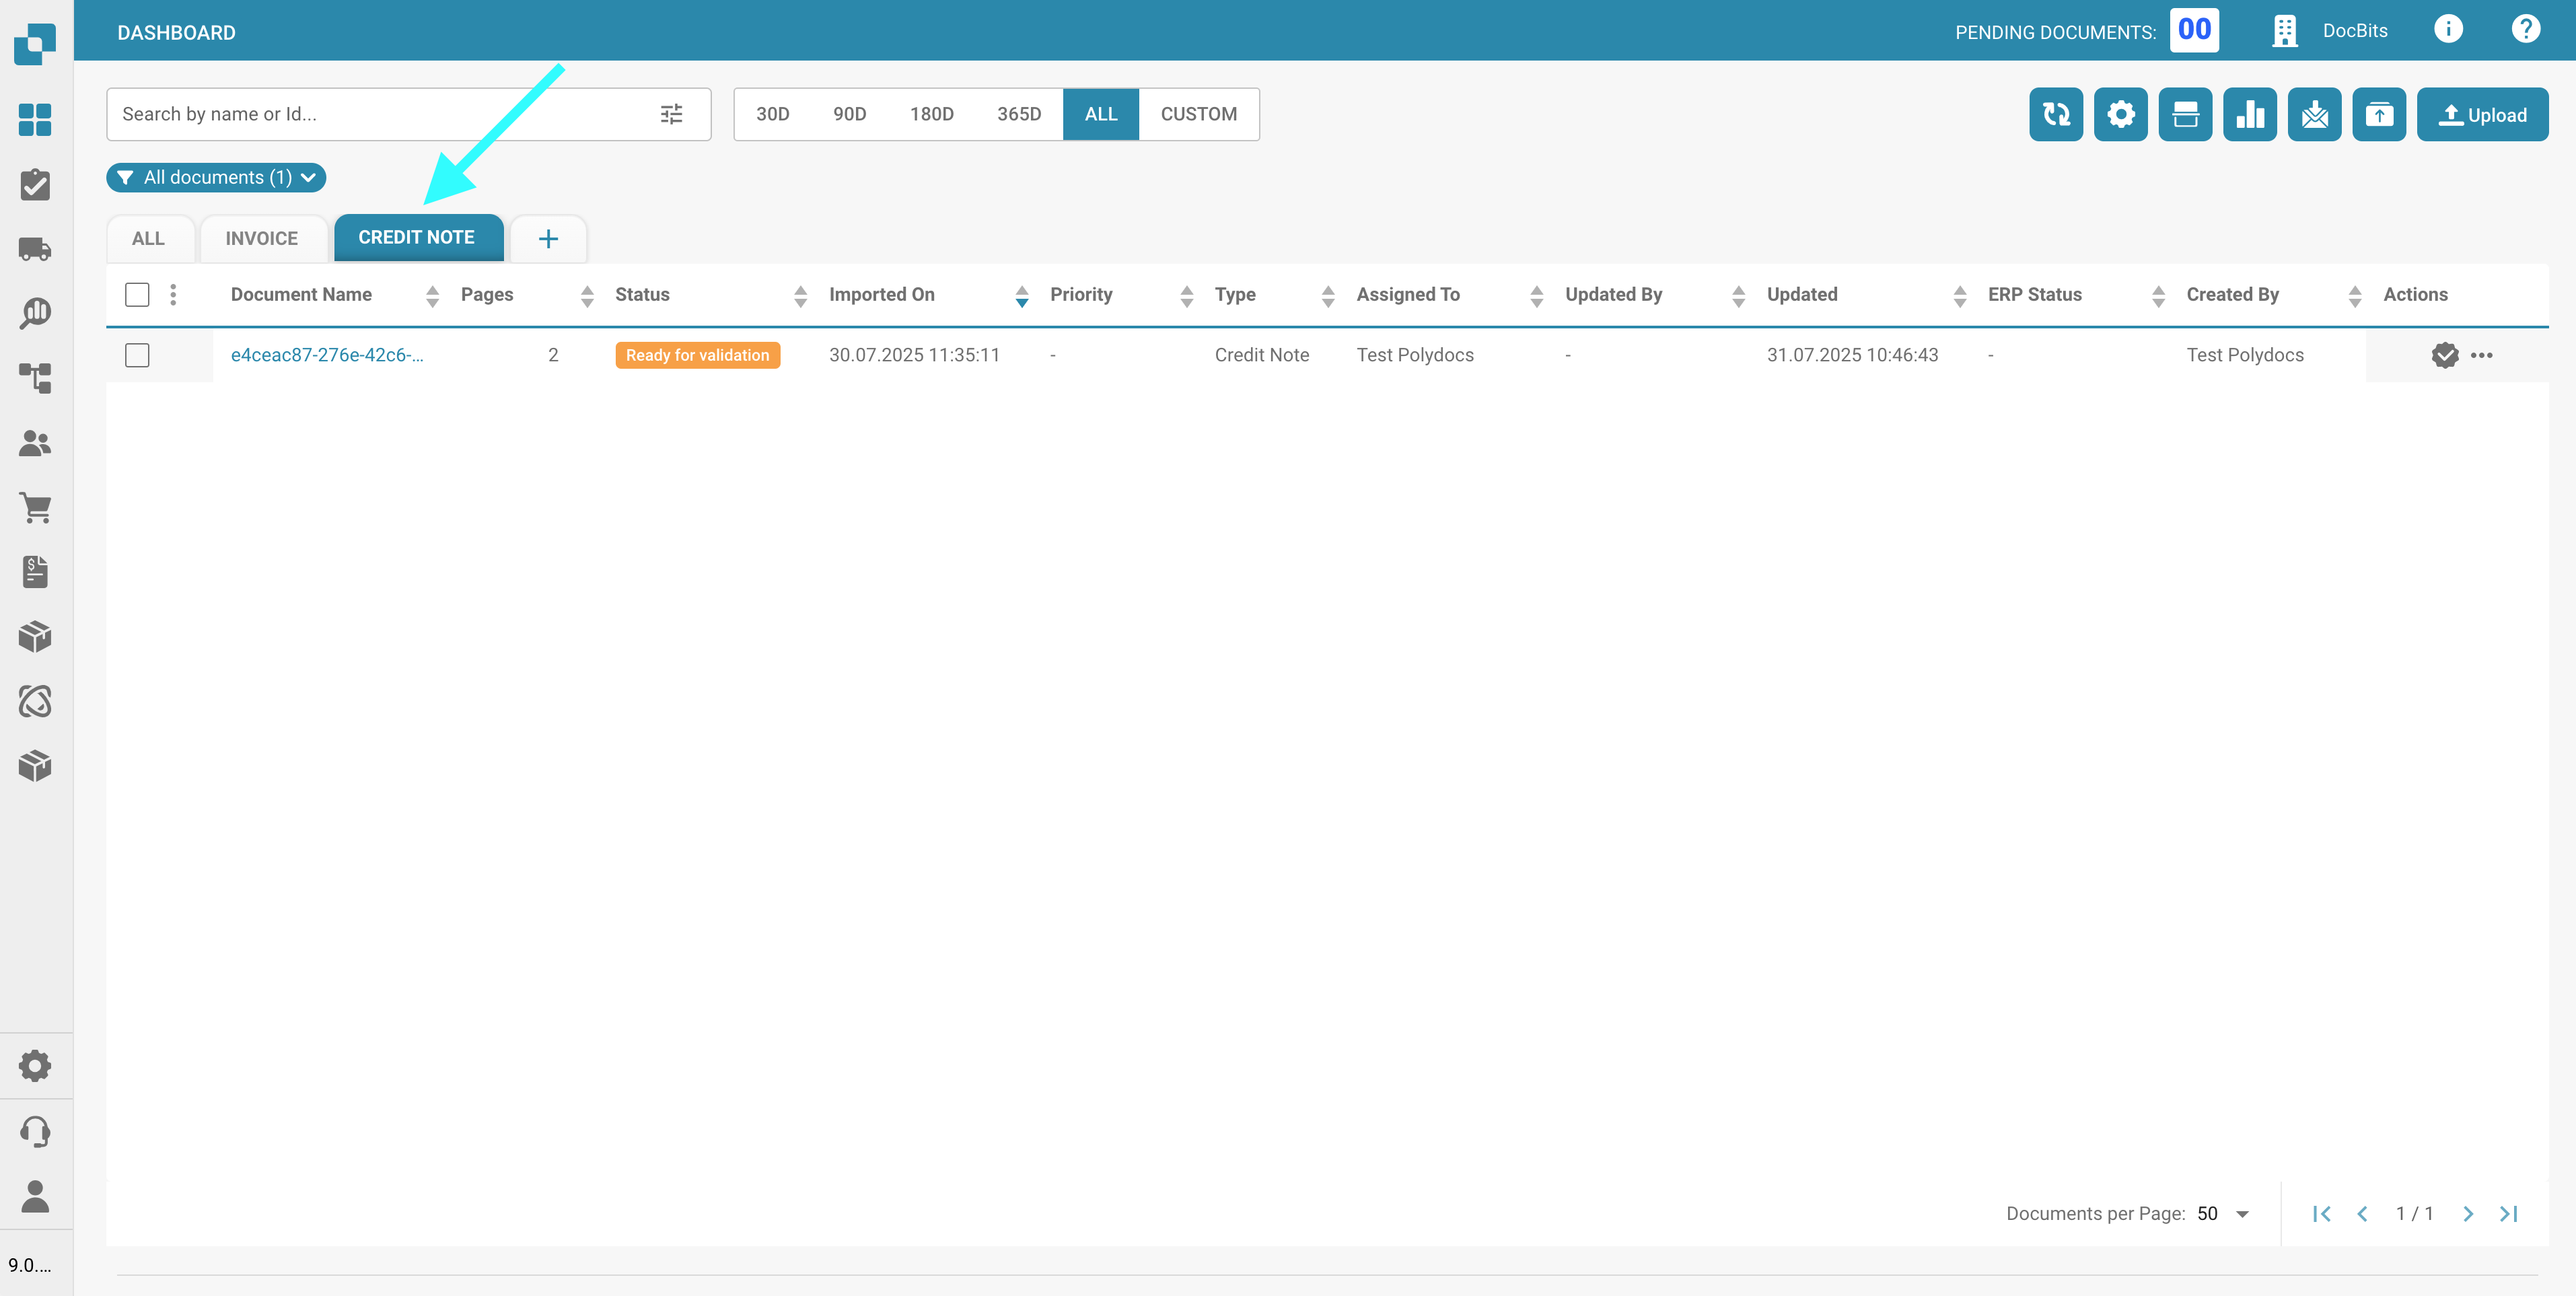 DASHBOARD
PENDING DOCUMENTS: 00
DocBits
Search by name or Id...
30D 90D 180D 365D ALL CUSTOM
Upload
All documents (1)
ALL INVOICE CREDIT NOTE +
Document Name Pages Status Imported On Priority Type Assigned To Updated By Updated ERP Status Created By Actions
e4ceac87-276e-42c6-... 2 Ready for validation 30.07.2025 11:35:11 - Credit Note Test Polydocs - 31.07.2025 10:46:43 - Test Polydocs
Documents per Page: 50 1 / 1
9.0....